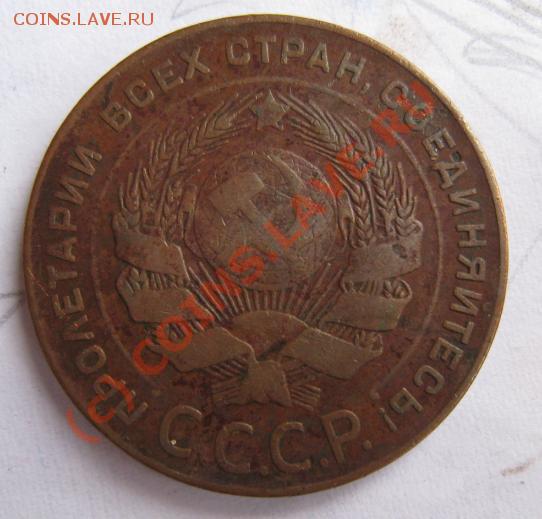 COINS.LAVE.RU
ПРОЛЕТАРИИ ВСЕХ СТРАН, СОЕДИНЯЙТЕСЬ!
С.С.С.Р.
COINS.LAVE.RU